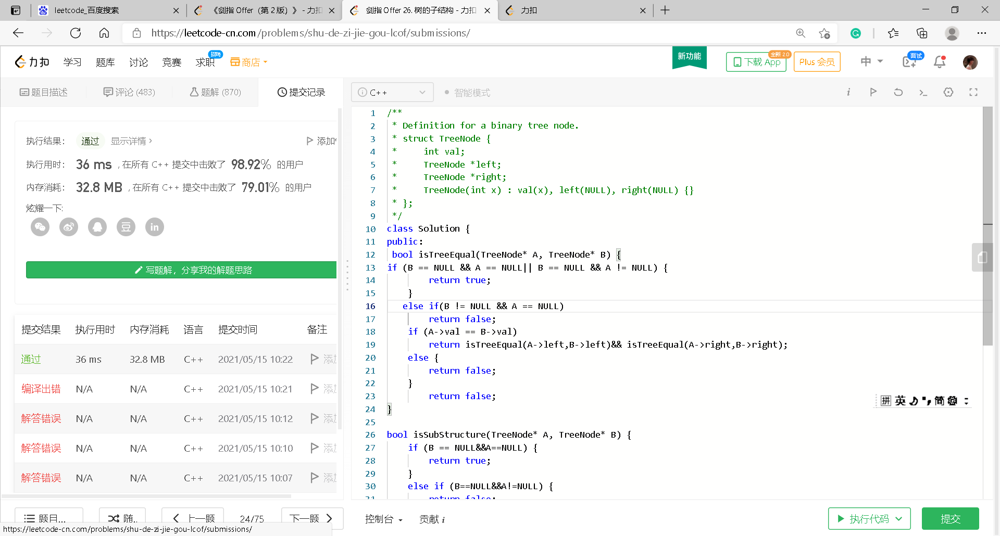 leetcode_百度搜索
《剑指 Offer（第 2 版）》 - 力扣
剑指 Offer 26. 树的子结构 - 力扣
力扣
https://leetcode-cn.com/problems/shu-de-zi-jie-gou-lcof/submissions/
力扣 学习 题库 讨论 竞赛 求职 招聘 商店
新功能 下载 App 全新 2.0 Plus 会员 中 面试
题目描述 评论 (483) 题解 (870) 提交记录
C++ 智能模式
执行结果： 通过 显示详情 > 添加
执行用时： 36 ms , 在所有 C++ 提交中击败了 98.92% 的用户
内存消耗： 32.8 MB , 在所有 C++ 提交中击败了 79.01% 的用户
炫耀一下:
写题解，分享我的解题思路
提交结果 执行用时 内存消耗 语言 提交时间 备注
通过 36 ms 32.8 MB C++ 2021/05/15 10:22
编译出错 N/A N/A C++ 2021/05/15 10:21
解答错误 N/A N/A C++ 2021/05/15 10:12
解答错误 N/A N/A C++ 2021/05/15 10:10
解答错误 N/A N/A C++ 2021/05/15 10:07
1 /**
2 * Definition for a binary tree node.
3 * struct TreeNode {
4 *     int val;
5 *     TreeNode *left;
6 *     TreeNode *right;
7 *     TreeNode(int x) : val(x), left(NULL), right(NULL) {}
8 * };
9 */
10 class Solution {
11 public:
12 bool isTreeEqual(TreeNode* A, TreeNode* B) {
13 if (B == NULL && A == NULL|| B == NULL && A != NULL) {
14 return true;
15 }
16 else if(B != NULL && A == NULL)
17 return false;
18 if (A->val == B->val)
19 return isTreeEqual(A->left,B->left)&& isTreeEqual(A->right,B->right);
20 else {
21 return false;
22 }
23 return false;
24 }
25
26 bool isSubStructure(TreeNode* A, TreeNode* B) {
27 if (B == NULL&&A==NULL) {
28 return true;
29 }
30 else if (B==NULL&&A!=NULL) {
31 return false;
拼 英 简
题目... 随.. 上一题 24/75 下一题
控制台 贡献 i 执行代码 提交
https://leetcode-cn.com/problems/shu-de-zi-jie-gou-lcof/submissions/